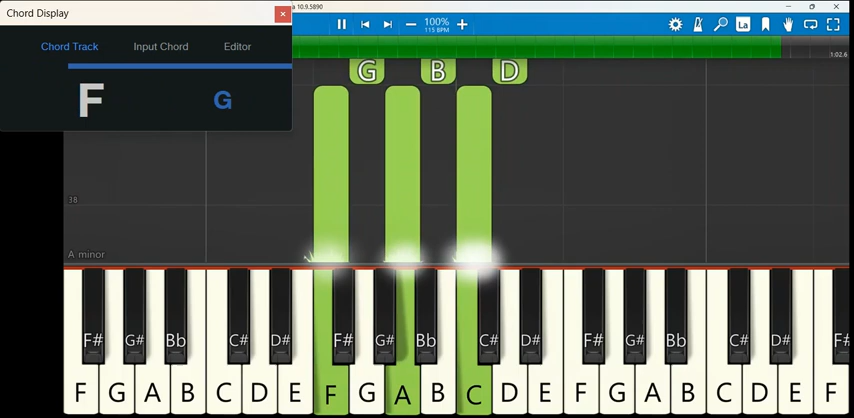 Chord Display
a 10.9.5890
Chord Track Input Chord Editor
100%
115 BPM
La
1:02.6
F G
G B D
38
A minor
F# G# Bb C# D# F# G# Bb C# D# F# G# Bb C# D# F#
F G A B C D E F G A B C D E F G A B C D E F